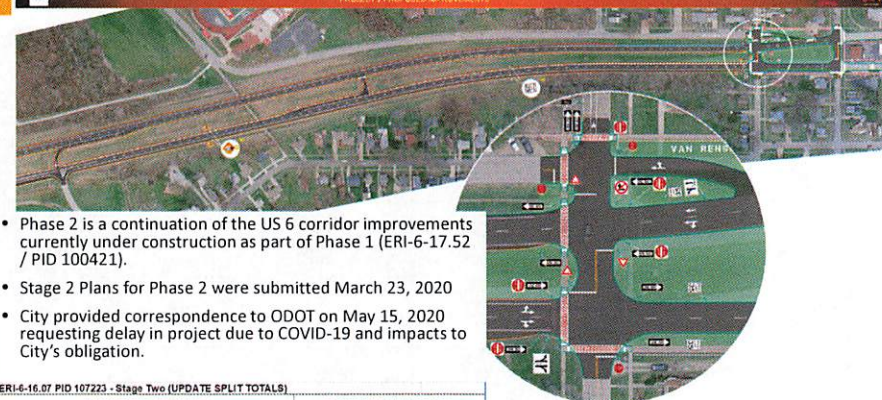 VAN RENS
• Phase 2 is a continuation of the US 6 corridor improvements
currently under construction as part of Phase 1 (ERI-6-17.52
/ PID 100421).
• Stage 2 Plans for Phase 2 were submitted March 23, 2020
• City provided correspondence to ODOT on May 15, 2020
requesting delay in project due to COVID-19 and impacts to
City's obligation.
ERI-6-16.07 PID 107223 - Stage Two (UPDATE SPLIT TOTALS)